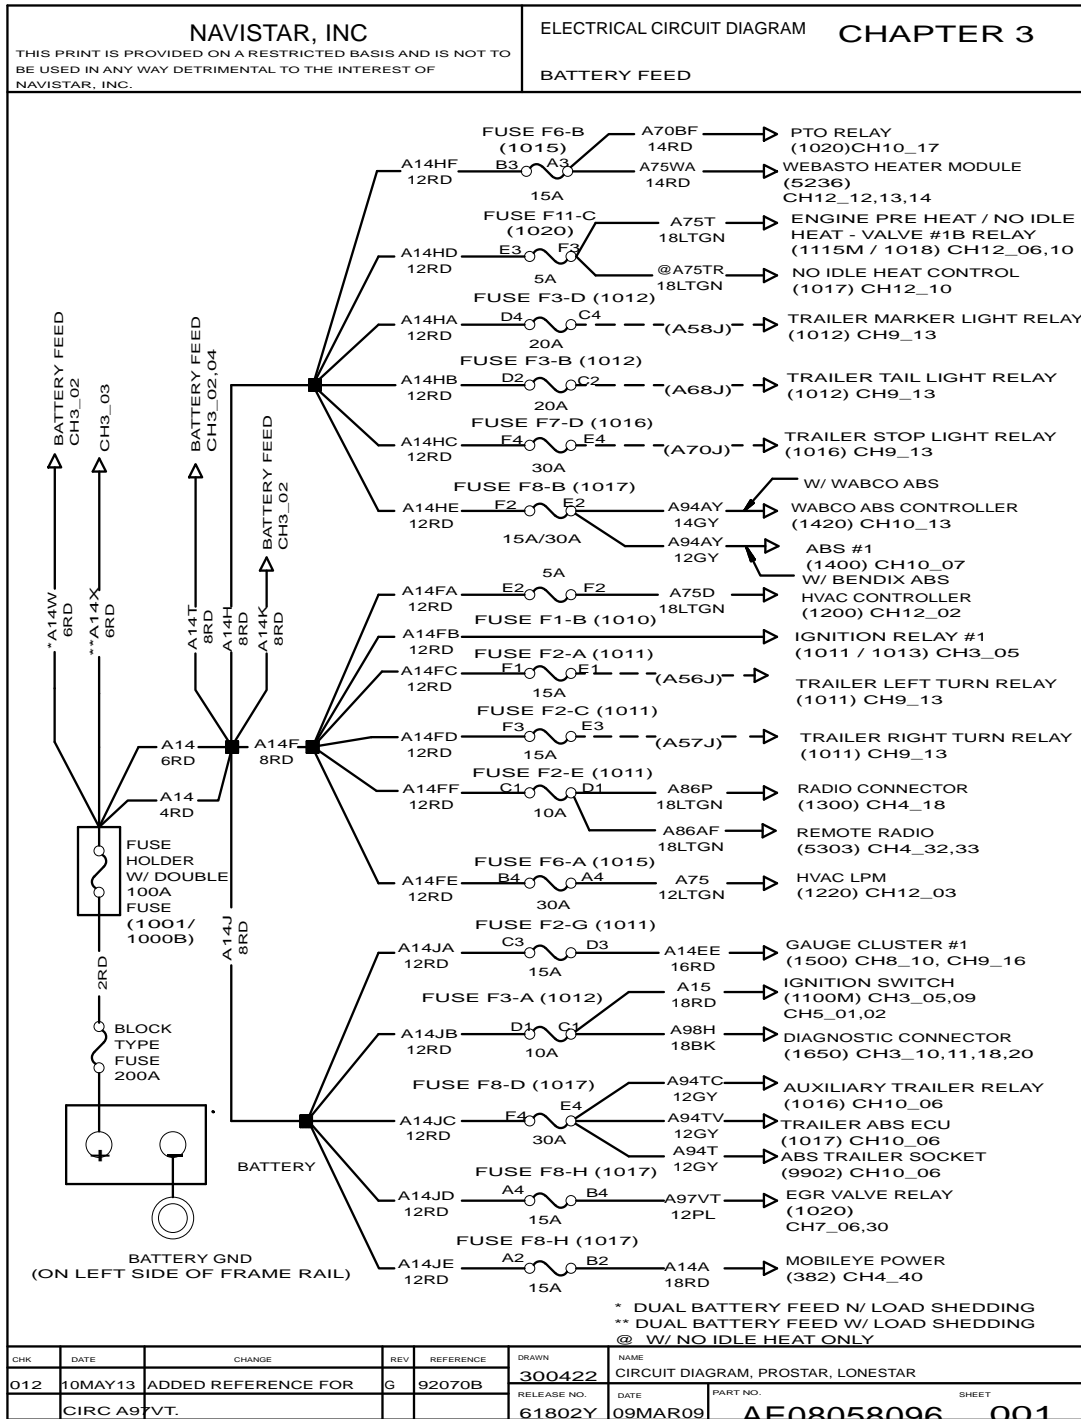 NAVISTAR, INC
THIS PRINT IS PROVIDED ON A RESTRICTED BASIS AND IS NOT TO
BE USED IN ANY WAY DETRIMENTAL TO THE INTEREST OF
NAVISTAR, INC.
ELECTRICAL CIRCUIT DIAGRAM
CHAPTER 3
BATTERY FEED
FUSE F6-B
(1015)
A14HF
12RD
B3
A3
15A
A70BF
14RD
PTO RELAY
(1020)CH10_17
A75WA
14RD
WEBASTO HEATER MODULE
(5236)
CH12_12,13,14
FUSE F11-C
(1020)
A14HD
12RD
E3
F3
5A
A75T
18LTGN
ENGINE PRE HEAT / NO IDLE
HEAT - VALVE #1B RELAY
(1115M / 1018) CH12_06,10
@A75TR
18LTGN
NO IDLE HEAT CONTROL
(1017) CH12_10
FUSE F3-D (1012)
A14HA
12RD
D4
C4
20A
(A58J)
TRAILER MARKER LIGHT RELAY
(1012) CH9_13
FUSE F3-B (1012)
A14HB
12RD
D2
C2
20A
(A68J)
TRAILER TAIL LIGHT RELAY
(1012) CH9_13
FUSE F7-D (1016)
A14HC
12RD
F4
E4
30A
(A70J)
TRAILER STOP LIGHT RELAY
(1016) CH9_13
FUSE F8-B (1017)
A14HE
12RD
F2
E2
15A/30A
W/ WABCO ABS
A94AY
14GY
WABCO ABS CONTROLLER
(1420) CH10_13
A94AY
12GY
ABS #1
(1400) CH10_07
W/ BENDIX ABS
5A
A14FA
12RD
E2
F2
A75D
18LTGN
HVAC CONTROLLER
(1200) CH12_02
FUSE F1-B (1010)
A14FB
12RD
IGNITION RELAY #1
(1011 / 1013) CH3_05
FUSE F2-A (1011)
A14FC
12RD
F1
E1
15A
(A56J)
TRAILER LEFT TURN RELAY
(1011) CH9_13
FUSE F2-C (1011)
A14FD
12RD
F3
E3
15A
(A57J)
TRAILER RIGHT TURN RELAY
(1011) CH9_13
FUSE F2-E (1011)
A14FF
12RD
C1
D1
10A
A86P
18LTGN
RADIO CONNECTOR
(1300) CH4_18
A86AF
18LTGN
REMOTE RADIO
(5303) CH4_32,33
FUSE F6-A (1015)
A14FE
12RD
B4
A4
30A
A75
12LTGN
HVAC LPM
(1220) CH12_03
FUSE F2-G (1011)
A14JA
12RD
C3
D3
15A
A14EE
16RD
GAUGE CLUSTER #1
(1500) CH8_10, CH9_16
FUSE F3-A (1012)
A14JB
12RD
D1
C1
10A
A15
18RD
IGNITION SWITCH
(1100M) CH3_05,09
CH5_01,02
A98H
18BK
DIAGNOSTIC CONNECTOR
(1650) CH3_10,11,18,20
FUSE F8-D (1017)
A14JC
12RD
F4
E4
30A
A94TC
12GY
AUXILIARY TRAILER RELAY
(1016) CH10_06
A94TV
12GY
TRAILER ABS ECU
(1017) CH10_06
A94T
12GY
ABS TRAILER SOCKET
(9902) CH10_06
FUSE F8-H (1017)
A14JD
12RD
A4
B4
15A
A97VT
12PL
EGR VALVE RELAY
(1020)
CH7_06,30
FUSE F8-H (1017)
A14JE
12RD
A2
B2
15A
A14A
18RD
MOBILEYE POWER
(382) CH4_40
BATTERY FEED
CH3_02
CH3_03
BATTERY FEED
CH3_02,04
BATTERY FEED
CH3_02
*A14W
6RD
**A14X
6RD
A14T
8RD
A14H
8RD
A14K
8RD
A14
6RD
A14
4RD
A14F
8RD
A14J
8RD
FUSE
HOLDER
W/ DOUBLE
100A
FUSE
(1001/
1000B)
2RD
BLOCK
TYPE
FUSE
200A
+
−
BATTERY
BATTERY GND
(ON LEFT SIDE OF FRAME RAIL)
* DUAL BATTERY FEED N/ LOAD SHEDDING
** DUAL BATTERY FEED W/ LOAD SHEDDING
@ W/ NO IDLE HEAT ONLY
CHK DATE CHANGE REV REFERENCE
012 10MAY13 ADDED REFERENCE FOR G 92070B
CIRC A97VT.
DRAWN
300422
NAME
CIRCUIT DIAGRAM, PROSTAR, LONESTAR
RELEASE NO.
61802Y
DATE
09MAR09
PART NO.
AE08058096
SHEET
001